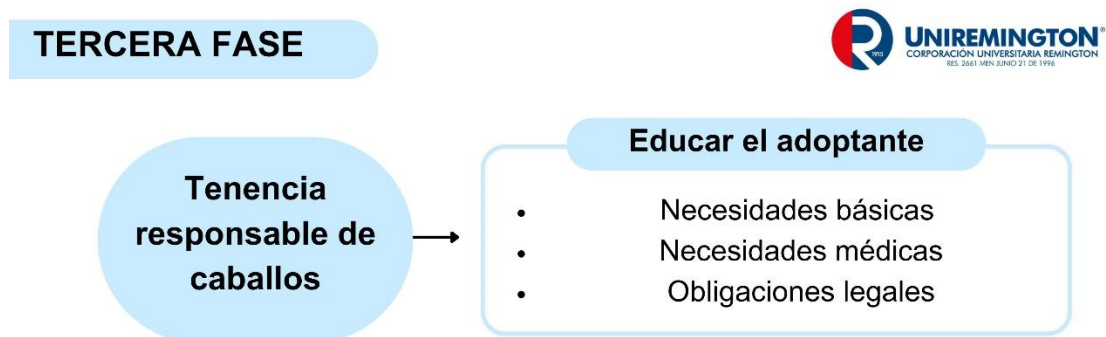 TERCERA FASE
UNIREMINGTON®
CORPORACIÓN UNIVERSITARIA REMINGTON
RES. 2661 MEN JUNIO 21 DE 1996
1915
Tenencia
responsable de
caballos
Educar el adoptante
• Necesidades básicas
• Necesidades médicas
• Obligaciones legales